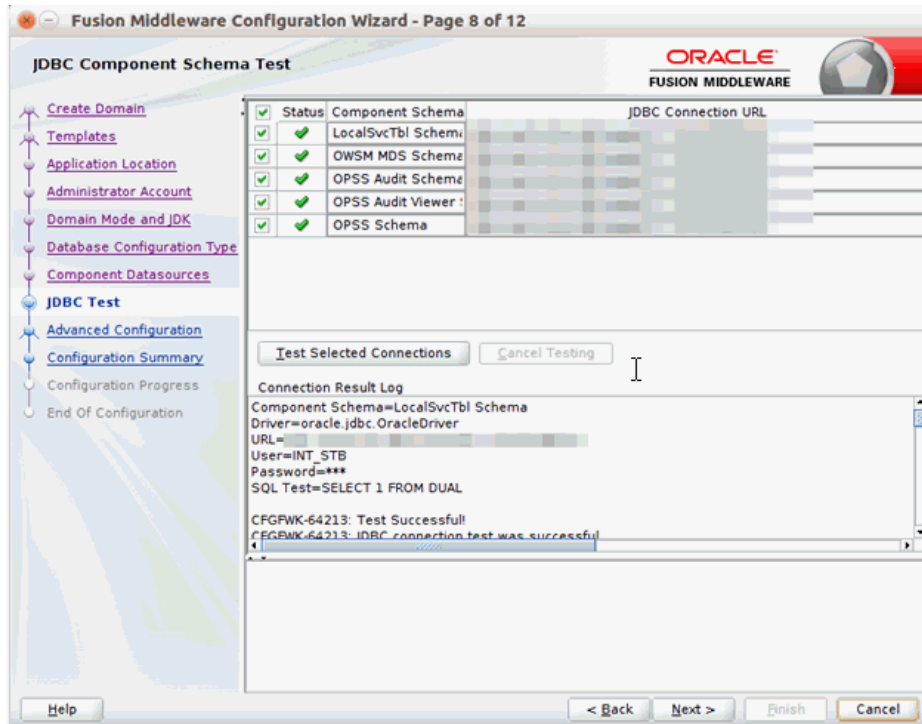 Fusion Middleware Configuration Wizard - Page 8 of 12
JDBC Component Schema Test
ORACLE
FUSION MIDDLEWARE
Create Domain
Templates
Application Location
Administrator Account
Domain Mode and JDK
Database Configuration Type
Component Datasources
JDBC Test
Advanced Configuration
Configuration Summary
Configuration Progress
End Of Configuration
Status Component Schema JDBC Connection URL
LocalSvcTbl Schema
OWSM MDS Schema
OPSS Audit Schema
OPSS Audit Viewer S
OPSS Schema
Test Selected Connections Cancel Testing
Connection Result Log
Component Schema=LocalSvcTbl Schema
Driver=oracle.jdbc.OracleDriver
URL=
User=INT_STB
Password=***
SQL Test=SELECT 1 FROM DUAL
CFGFWK-64213: Test Successful!
CFGFWK-64213: JDBC connection test was successful
Help < Back Next > Finish Cancel